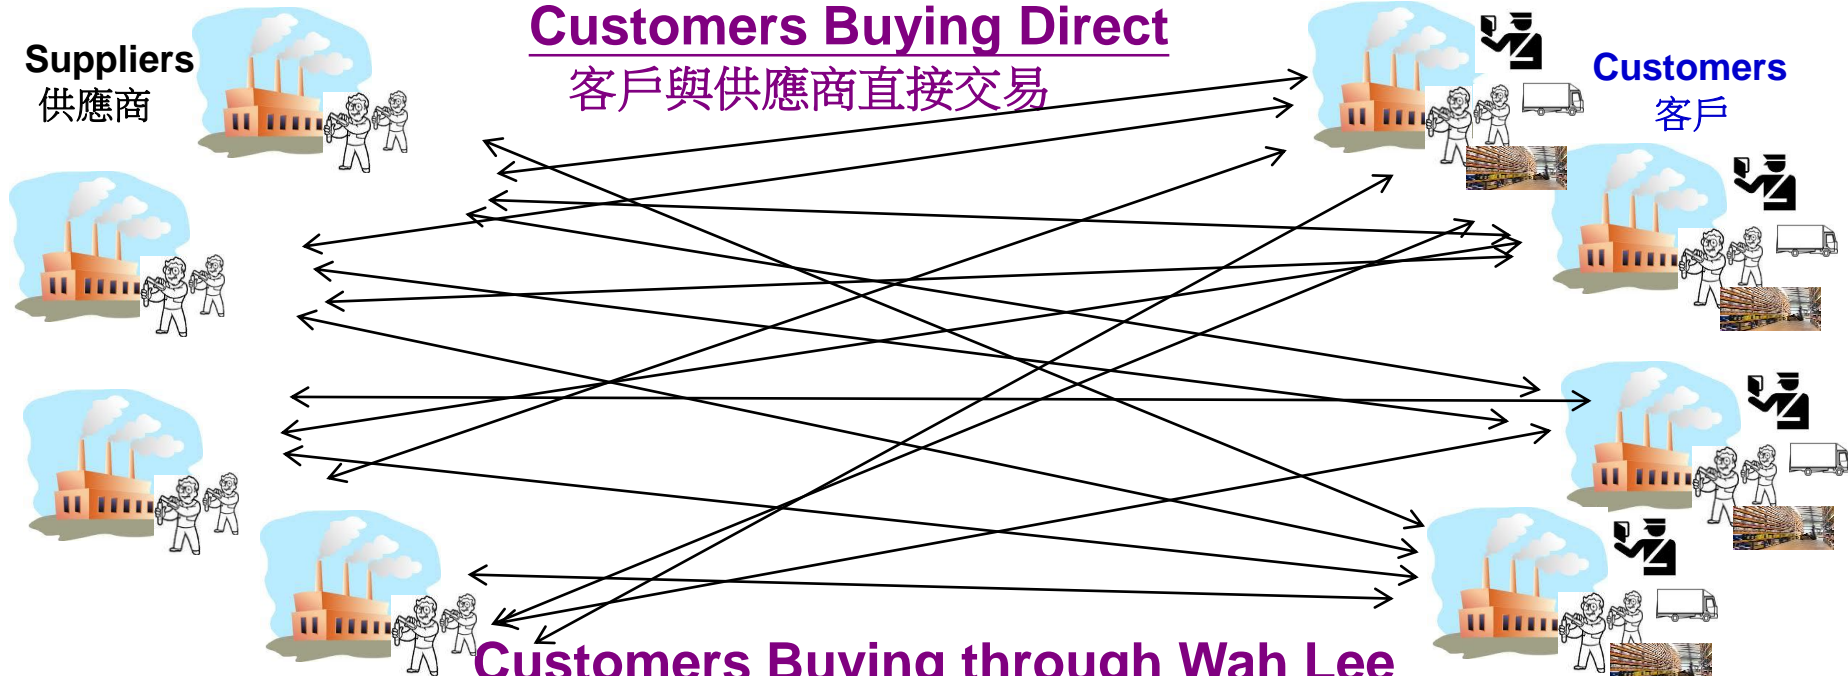 Customers Buying Direct
客戶與供應商直接交易
Suppliers
供應商
Customers
客戶
Customers Buying through Wah Lee